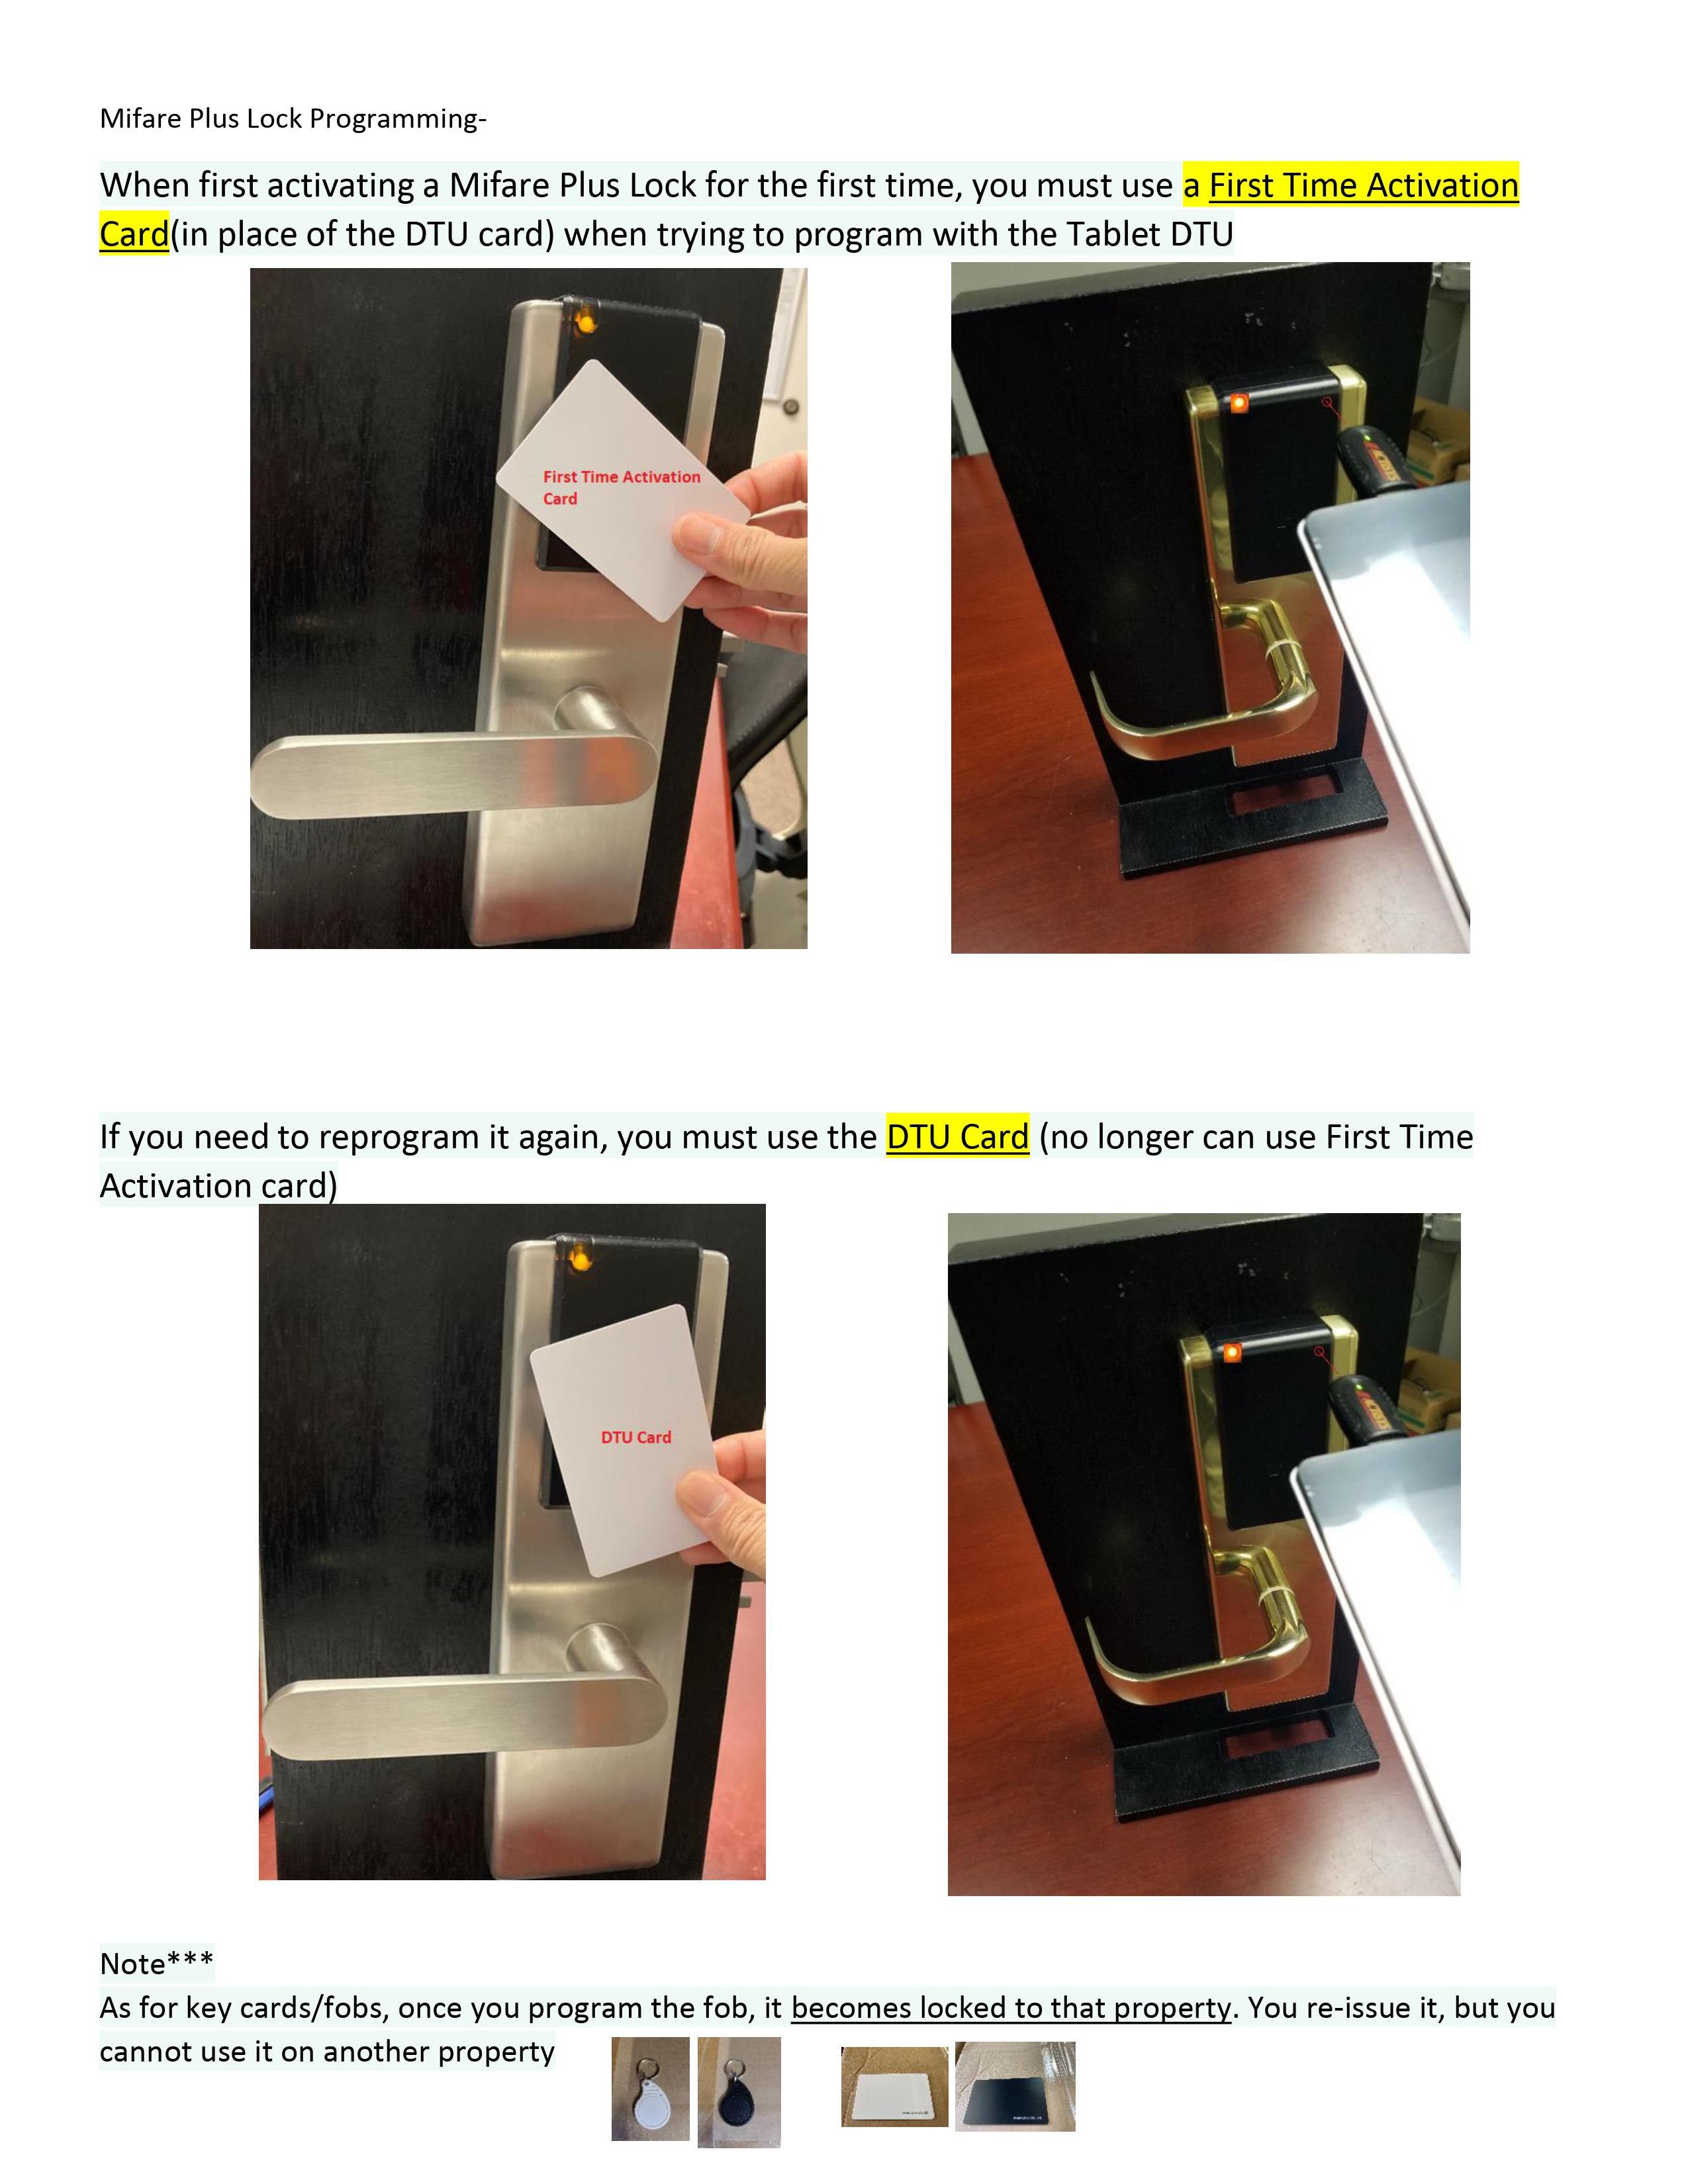 Mifare Plus Lock Programming-
When first activating a Mifare Plus Lock for the first time, you must use a First Time Activation
Card(in place of the DTU card) when trying to program with the Tablet DTU
First Time Activation
Card
If you need to reprogram it again, you must use the DTU Card (no longer can use First Time
Activation card)
DTU Card
Note***
As for key cards/fobs, once you program the fob, it becomes locked to that property. You re-issue it, but you
cannot use it on another property